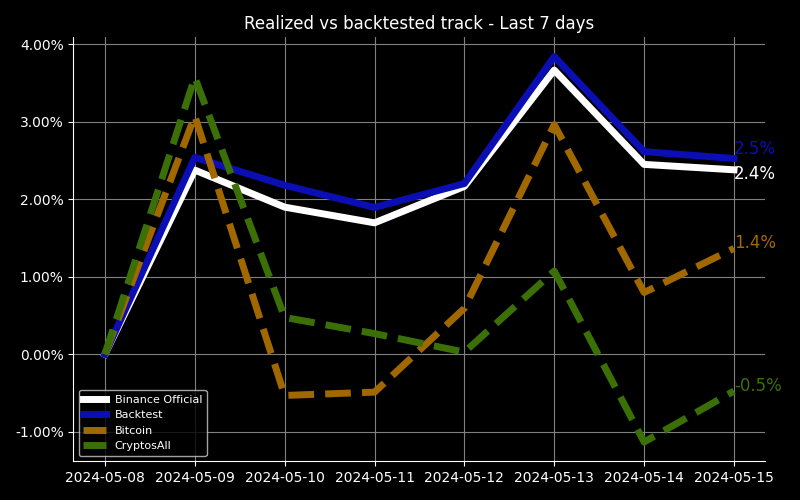 Realized vs backtested track - Last 7 days
4.00%
3.00%
2.00%
1.00%
0.00%
-1.00%
2.5%
2.4%
1.4%
-0.5%
Binance Official
Backtest
Bitcoin
CryptosAll
2024-05-08 2024-05-09 2024-05-10 2024-05-11 2024-05-12 2024-05-13 2024-05-14 2024-05-15